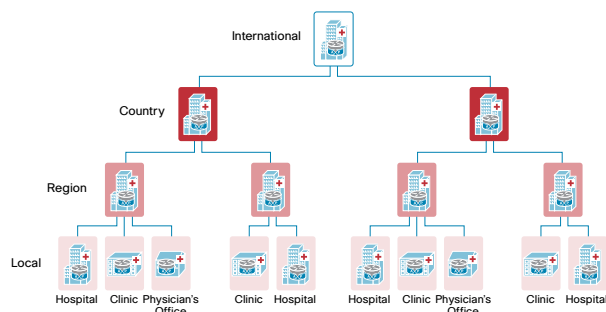 International
Country
Region
Local
Hospital
Clinic
Physician's
Office
Clinic
Hospital
Hospital
Clinic
Physician's
Office
Clinic
Hospital